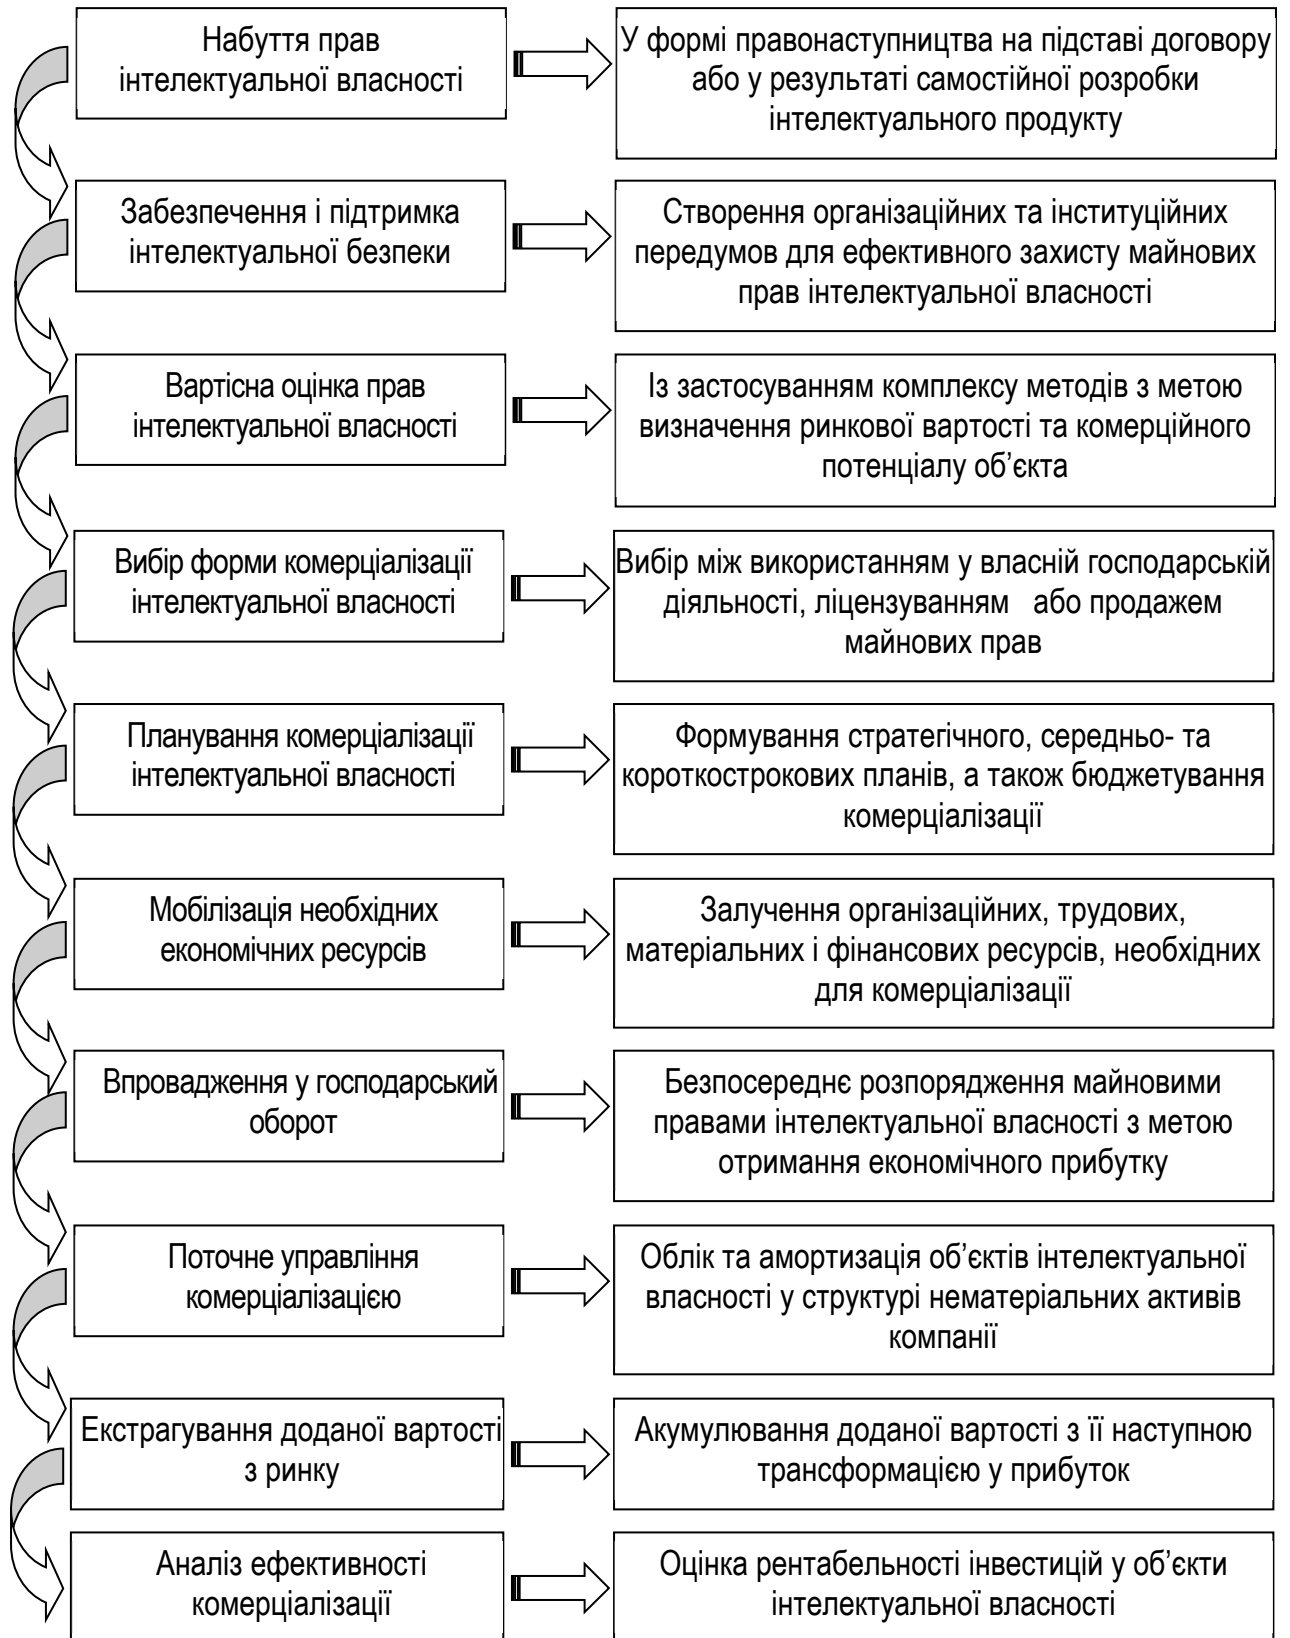 Набуття прав
інтелектуальної власності
У формі правонаступництва на підставі договору
або у результаті самостійної розробки
інтелектуального продукту
Забезпечення і підтримка
інтелектуальної безпеки
Створення організаційних та інституційних
передумов для ефективного захисту майнових
прав інтелектуальної власності
Вартісна оцінка прав
інтелектуальної власності
Із застосуванням комплексу методів з метою
визначення ринкової вартості та комерційного
потенціалу об’єкта
Вибір форми комерціалізації
інтелектуальної власності
Вибір між використанням у власній господарській
діяльності, ліцензуванням або продажем
майнових прав
Планування комерціалізації
інтелектуальної власності
Формування стратегічного, середньо- та
короткострокових планів, а також бюджетування
комерціалізації
Мобілізація необхідних
економічних ресурсів
Залучення організаційних, трудових,
матеріальних і фінансових ресурсів, необхідних
для комерціалізації
Впровадження у господарський
оборот
Безпосереднє розпорядження майновими
правами інтелектуальної власності з метою
отримання економічного прибутку
Поточне управління
комерціалізацією
Облік та амортизація об’єктів інтелектуальної
власності у структурі нематеріальних активів
компанії
Екстрагування доданої вартості
з ринку
Акумулювання доданої вартості з її наступною
трансформацією у прибуток
Аналіз ефективності
комерціалізації
Оцінка рентабельності інвестицій у об’єкти
інтелектуальної власності